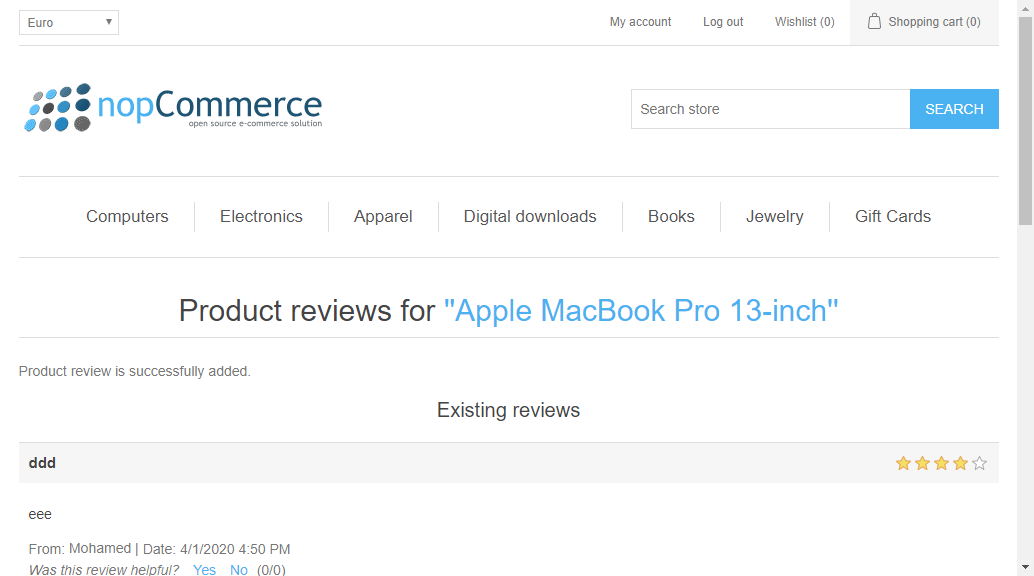 Euro
My account Log out Wishlist (0) Shopping cart (0)
nopCommerce
open source e-commerce solution
Search store SEARCH
Computers Electronics Apparel Digital downloads Books Jewelry Gift Cards
Product reviews for "Apple MacBook Pro 13-inch"
Product review is successfully added.
Existing reviews
ddd
eee
From: Mohamed | Date: 4/1/2020 4:50 PM
Was this review helpful? Yes No (0/0)